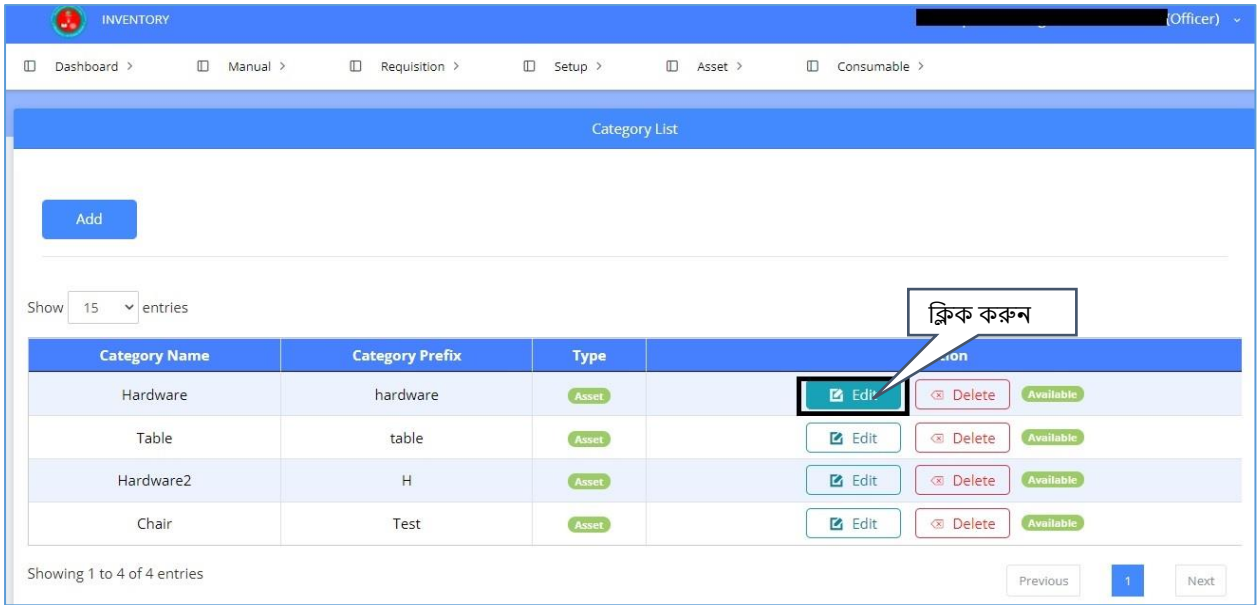 INVENTORY (Officer)
Dashboard > Manual > Requisition > Setup > Asset > Consumable >
Category List
Add
Show 15 entries
ক্লিক করুন
Category Name Category Prefix Type
Hardware hardware Asset Edit Delete Available
Table table Asset Edit Delete Available
Hardware2 H Asset Edit Delete Available
Chair Test Asset Edit Delete Available
Showing 1 to 4 of 4 entries Previous 1 Next